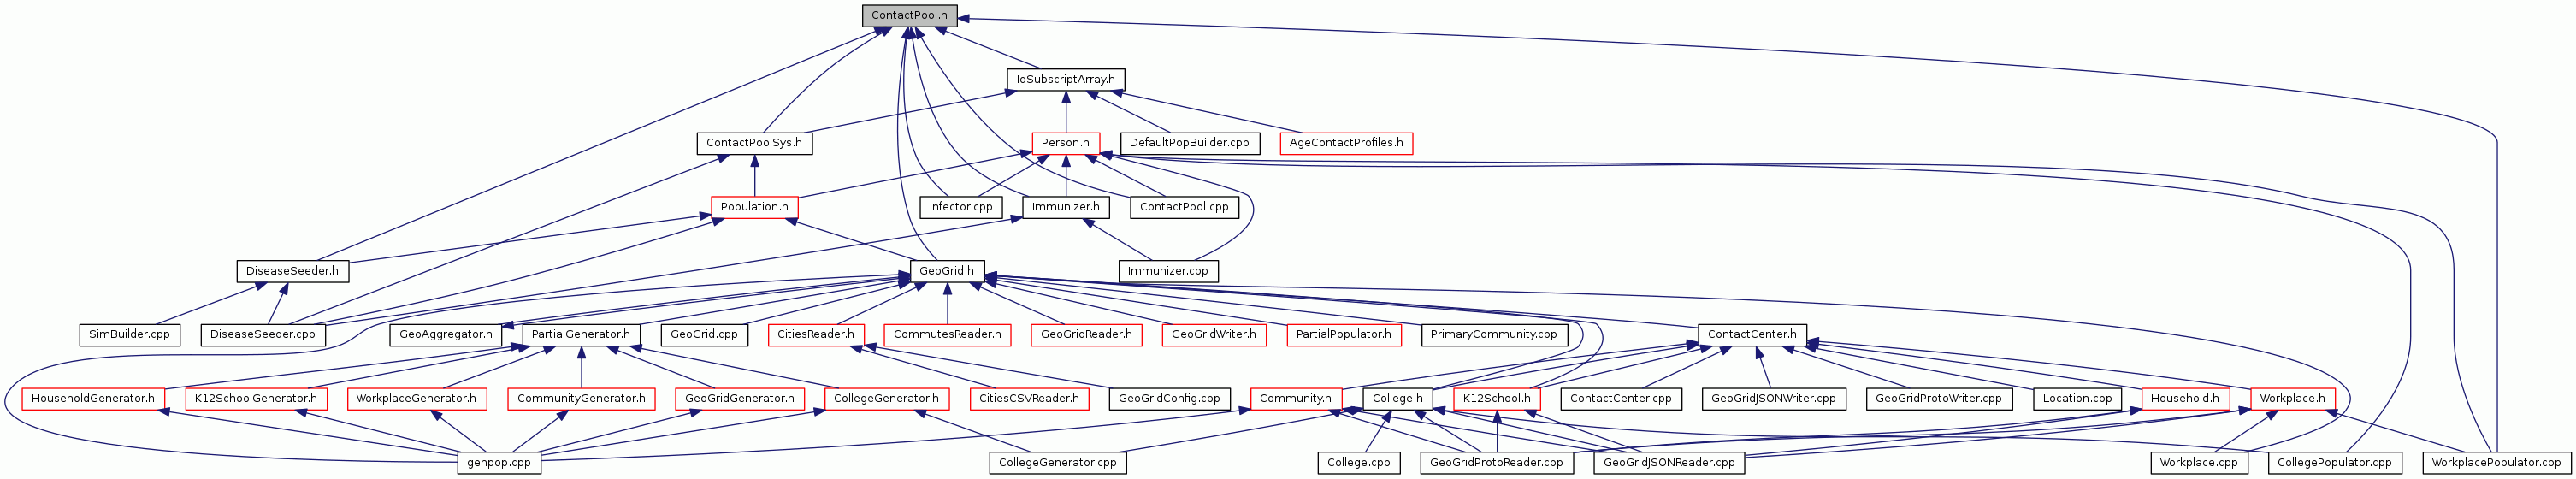 ContactPool.h
IdSubscriptArray.h
ContactPoolSys.h
Person.h
DefaultPopBuilder.cpp
AgeContactProfiles.h
Population.h
Infector.cpp
Immunizer.h
ContactPool.cpp
DiseaseSeeder.h
GeoGrid.h
Immunizer.cpp
SimBuilder.cpp
DiseaseSeeder.cpp
GeoAggregator.h
PartialGenerator.h
GeoGrid.cpp
CitiesReader.h
CommutesReader.h
GeoGridReader.h
GeoGridWriter.h
PartialPopulator.h
PrimaryCommunity.cpp
ContactCenter.h
HouseholdGenerator.h
K12SchoolGenerator.h
WorkplaceGenerator.h
CommunityGenerator.h
GeoGridGenerator.h
CollegeGenerator.h
CitiesCSVReader.h
GeoGridConfig.cpp
Community.h
College.h
K12School.h
ContactCenter.cpp
GeoGridJSONWriter.cpp
GeoGridProtoWriter.cpp
Location.cpp
Household.h
Workplace.h
genpop.cpp
CollegeGenerator.cpp
College.cpp
GeoGridProtoReader.cpp
GeoGridJSONReader.cpp
Workplace.cpp
CollegePopulator.cpp
WorkplacePopulator.cpp